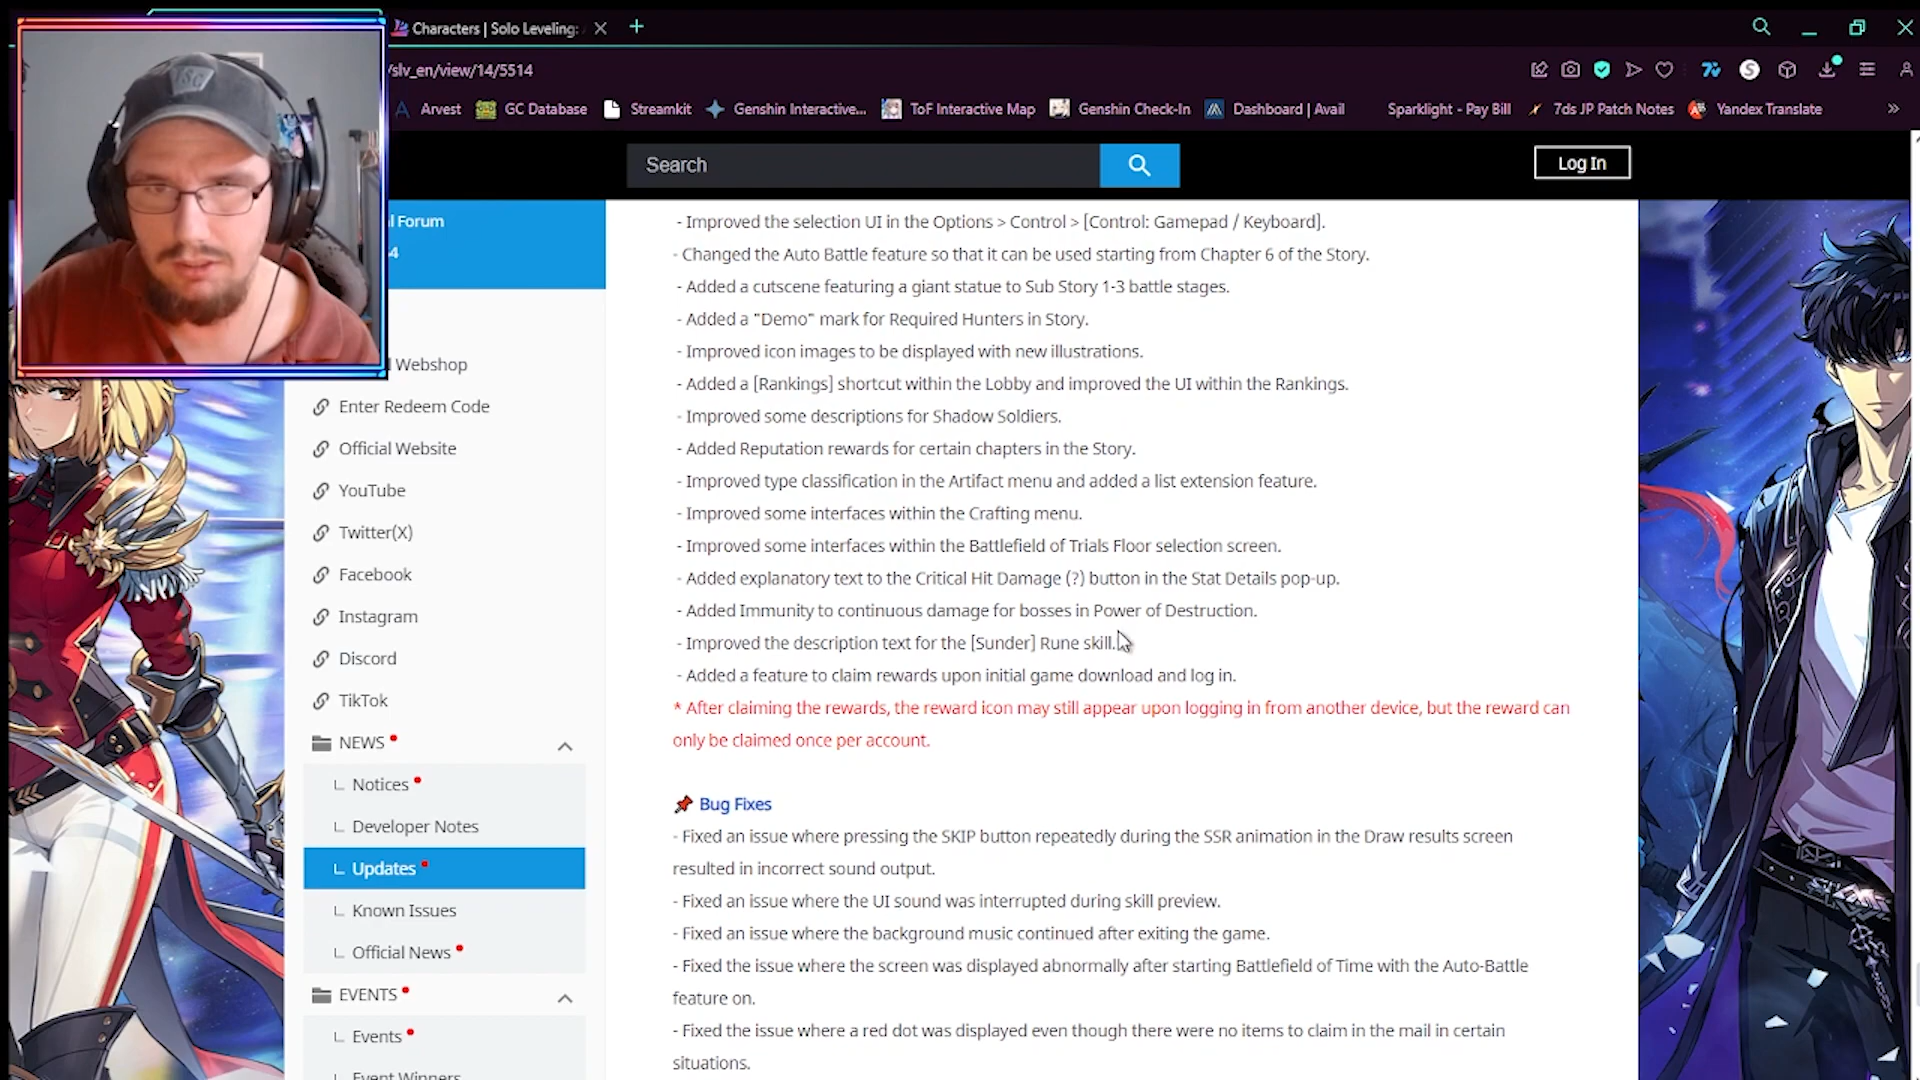 Characters | Solo Leveling:
/slv_en/view/14/5514
Arvest GC Database Streamkit Genshin Interactive... ToF Interactive Map Genshin Check-In Dashboard | Avail Sparklight - Pay Bill 7ds JP Patch Notes Yandex Translate »
Search
Log In
l Forum
4
Webshop
Enter Redeem Code
Official Website
YouTube
Twitter(X)
Facebook
Instagram
Discord
TikTok
NEWS
Notices
Developer Notes
Updates
Known Issues
Official News
EVENTS
Events
Event Winners
- Improved the selection UI in the Options > Control > [Control: Gamepad / Keyboard].
- Changed the Auto Battle feature so that it can be used starting from Chapter 6 of the Story.
- Added a cutscene featuring a giant statue to Sub Story 1-3 battle stages.
- Added a "Demo" mark for Required Hunters in Story.
- Improved icon images to be displayed with new illustrations.
- Added a [Rankings] shortcut within the Lobby and improved the UI within the Rankings.
- Improved some descriptions for Shadow Soldiers.
- Added Reputation rewards for certain chapters in the Story.
- Improved type classification in the Artifact menu and added a list extension feature.
- Improved some interfaces within the Crafting menu.
- Improved some interfaces within the Battlefield of Trials Floor selection screen.
- Added explanatory text to the Critical Hit Damage (?) button in the Stat Details pop-up.
- Added Immunity to continuous damage for bosses in Power of Destruction.
- Improved the description text for the [Sunder] Rune skill.
- Added a feature to claim rewards upon initial game download and log in.
* After claiming the rewards, the reward icon may still appear upon logging in from another device, but the reward can
only be claimed once per account.
Bug Fixes
- Fixed an issue where pressing the SKIP button repeatedly during the SSR animation in the Draw results screen
resulted in incorrect sound output.
- Fixed an issue where the UI sound was interrupted during skill preview.
- Fixed an issue where the background music continued after exiting the game.
- Fixed the issue where the screen was displayed abnormally after starting Battlefield of Time with the Auto-Battle
feature on.
- Fixed the issue where a red dot was displayed even though there were no items to claim in the mail in certain
situations.